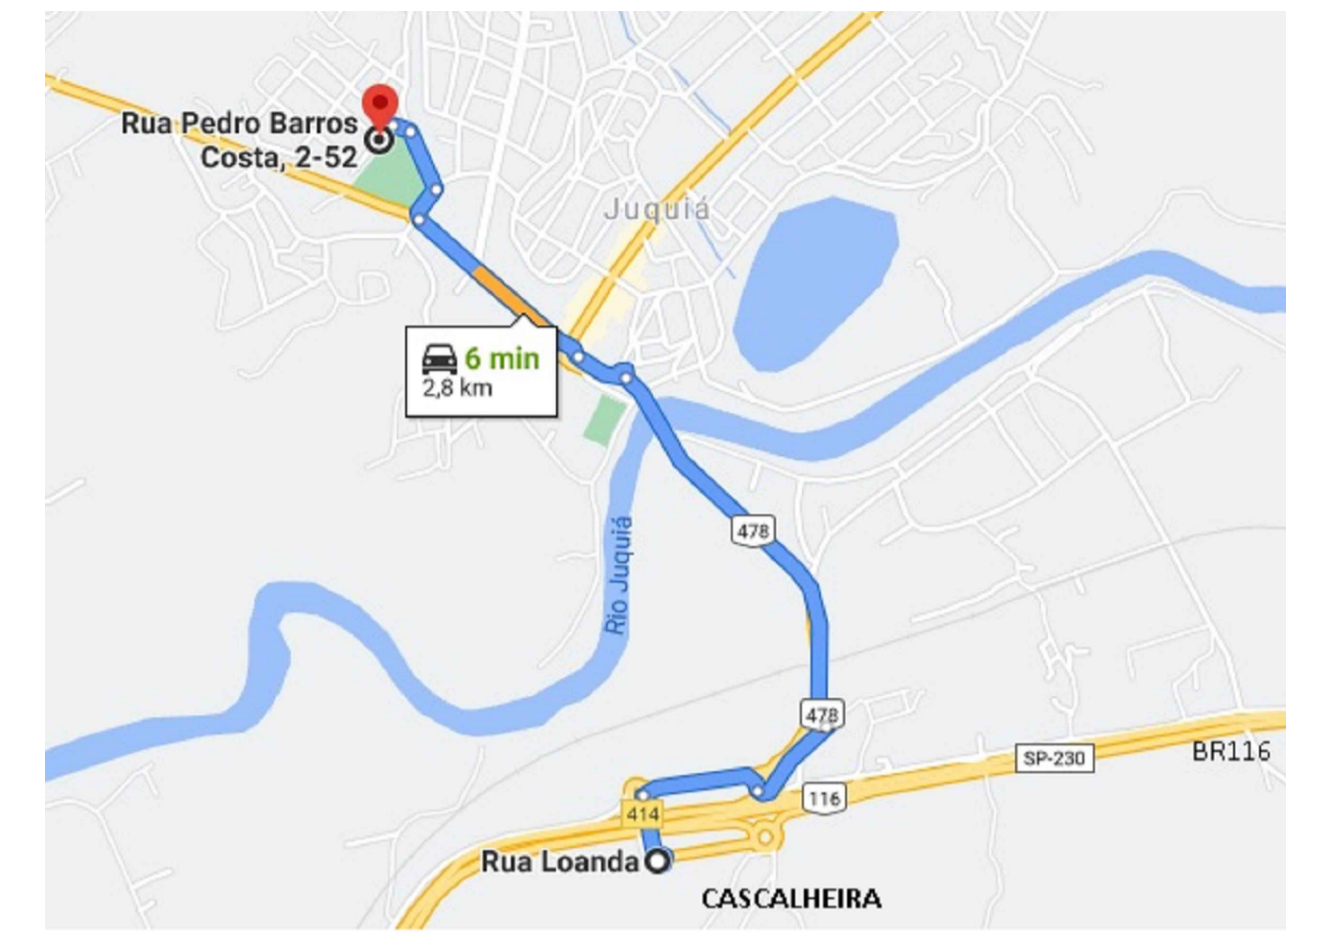 Rua Pedro Barros
Costa, 2-52
Juquiá
6 min
2,8 km
478
Rio Juquiá
478
BR116
SP-230
116
414
Rua Loanda
CASCALHEIRA